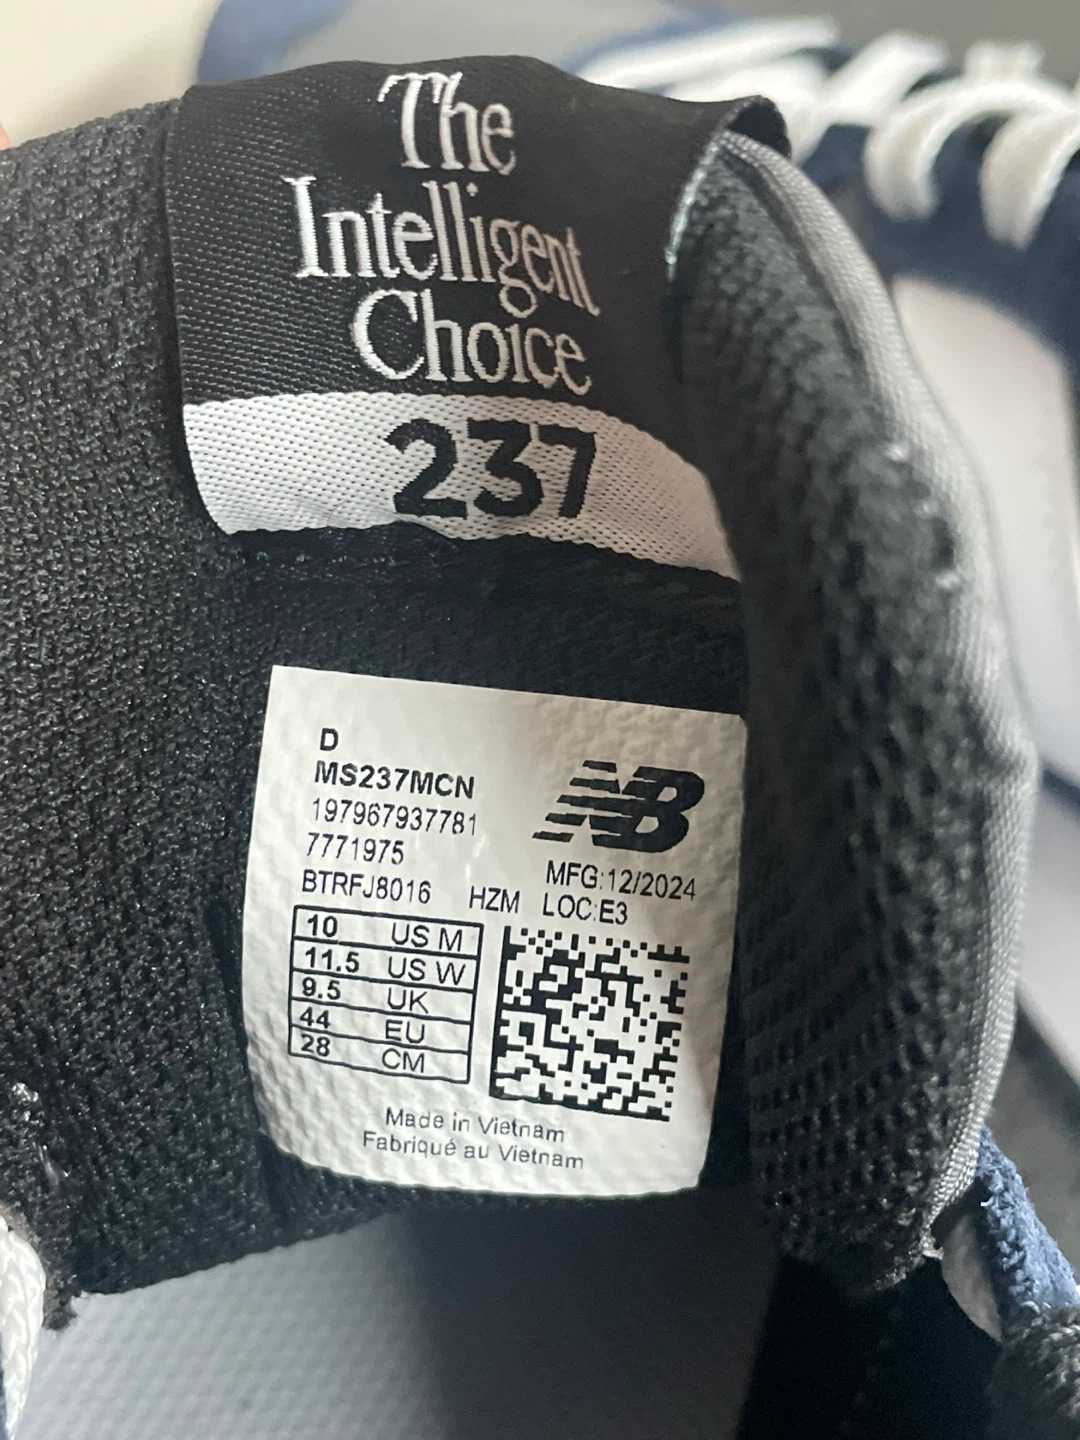 The
Intelligent
Choice
237
D
MS237MCN
197967937781
7771975
BTRFJ8016 HZM
NB
MFG:12/2024
LOC:E3
10 US M
11.5 US W
9.5 UK
44 EU
28 CM
Made in Vietnam
Fabriqué au Vietnam